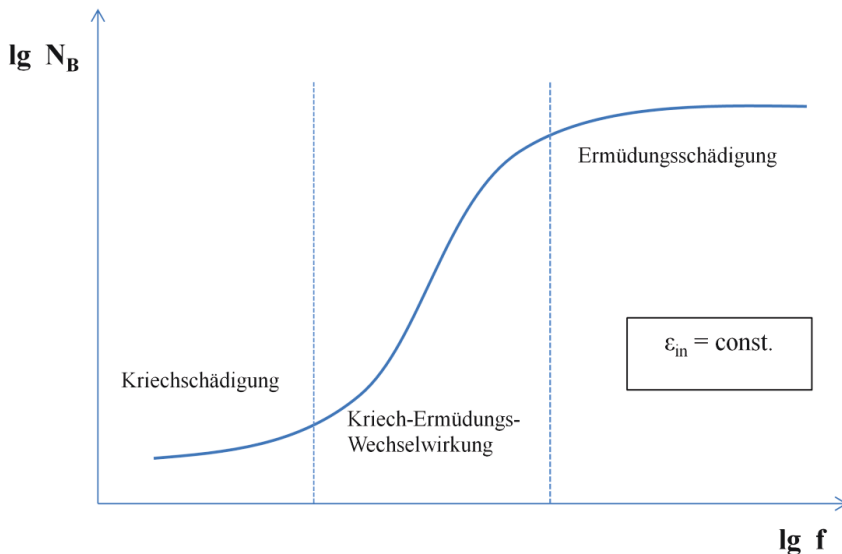 lg N_B
Ermüdungsschädigung
ε_in = const.
Kriechschädigung
Kriech-Ermüdungs-
Wechselwirkung
lg f